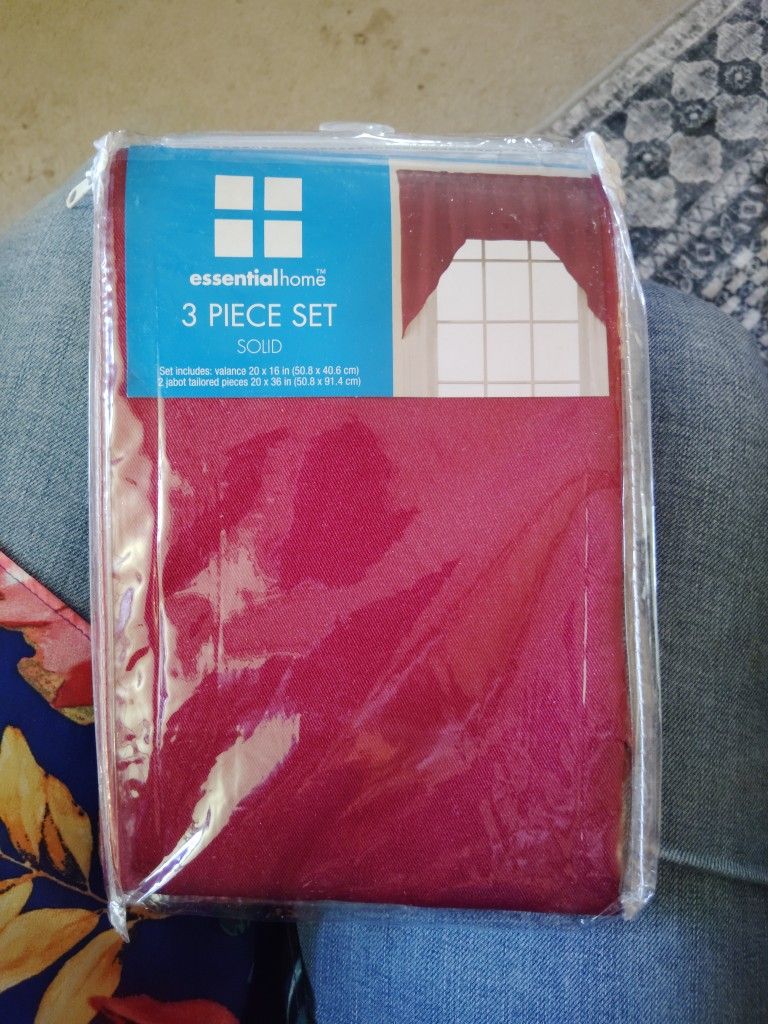 essentialhome™
3 PIECE SET
SOLID
Set includes: valance 20 x 16 in (50.8 x 40.6 cm)
2 jabot tailored pieces 20 x 36 in (50.8 x 91.4 cm)